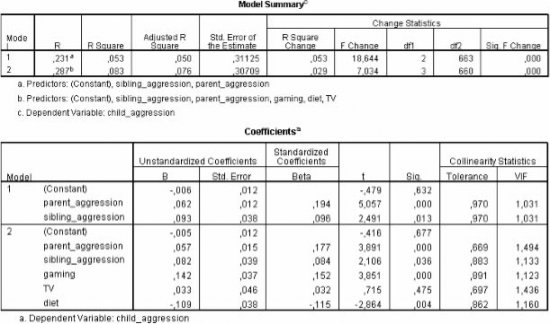 Model Summaryc
Mode l R R Square Adjusted R Square Std. Error of the Estimate Change Statistics
R Square Change F Change df1 df2 Sig. F Change
1 ,231a ,053 ,050 ,31125 ,053 18,644 2 663 ,000
2 ,287b ,083 ,076 ,30709 ,029 7,034 3 660 ,000
a. Predictors: (Constant), sibling_aggression, parent_aggression
b. Predictors: (Constant), sibling_aggression, parent_aggression, gaming, diet, TV
c. Dependent Variable: child_aggression
Coefficientsa
Model Unstandardized Coefficients Standardized Coefficients t Sig. Collinearity Statistics
B Std. Error Beta Tolerance VIF
1 (Constant) -,006 ,012 -,479 ,632
parent_aggression ,062 ,012 ,194 5,057 ,000 ,970 1,031
sibling_aggression ,093 ,038 ,096 2,491 ,013 ,970 1,031
2 (Constant) -,005 ,012 -,416 ,677
parent_aggression ,057 ,015 ,177 3,891 ,000 ,669 1,494
sibling_aggression ,082 ,039 ,084 2,106 ,036 ,883 1,133
gaming ,142 ,037 ,152 3,851 ,000 ,891 1,123
TV ,033 ,046 ,032 ,715 ,475 ,697 1,436
diet -,109 ,038 -,115 -2,864 ,004 ,862 1,160
a. Dependent Variable: child_aggression